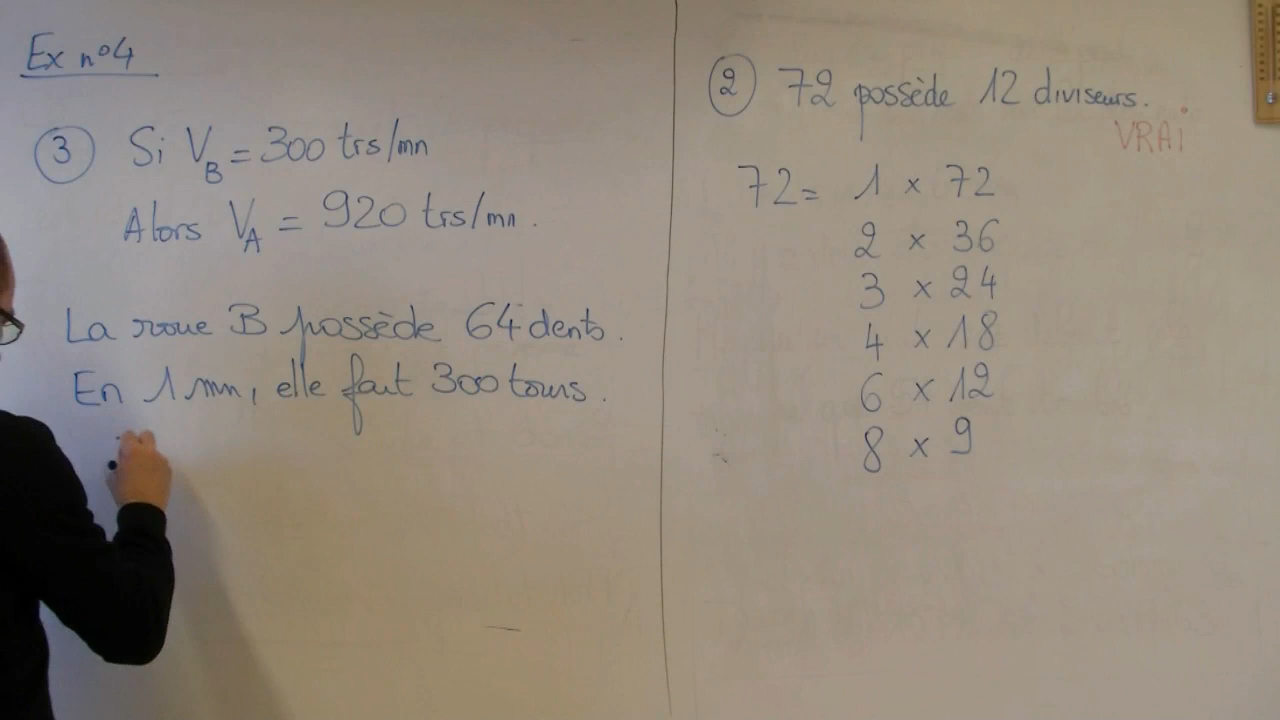 Ex n°4
③ Si V_B = 300 trs/mn
Alors V_A = 920 trs/mn.
La roue B possède 64 dents.
En 1 mn, elle fait 300 tours.
② 72 possède 12 diviseurs.
VRAI
72 = 1 × 72
2 × 36
3 × 24
4 × 18
6 × 12
8 × 9